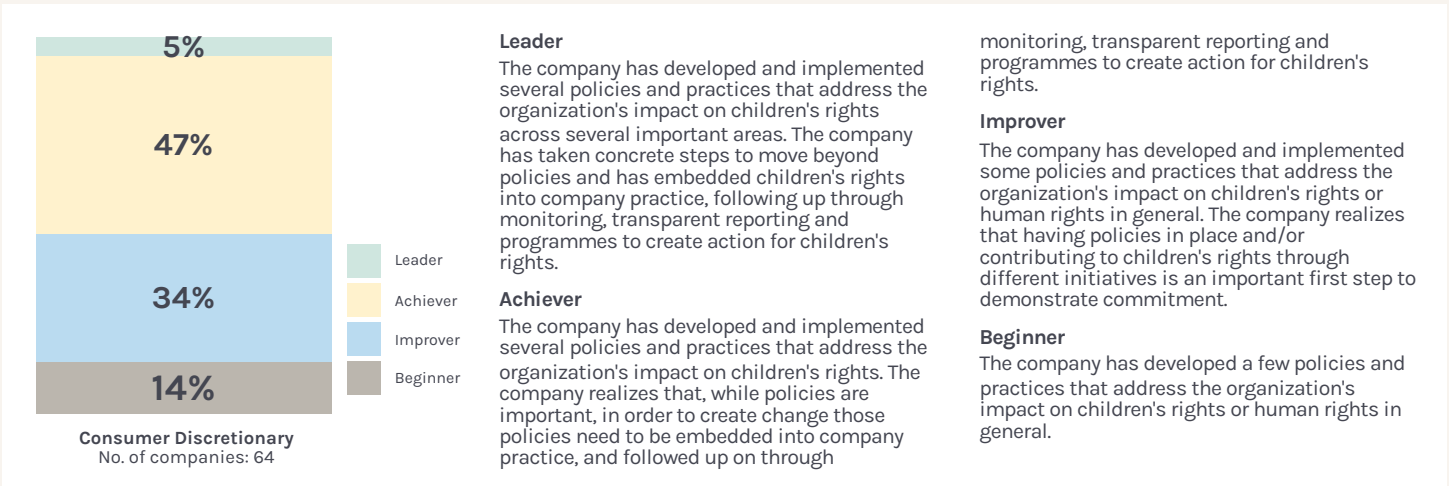 5%
47%
34%
14%
Consumer Discretionary
No. of companies: 64
Leader
Achiever
Improver
Beginner
Leader
The company has developed and implemented
several policies and practices that address the
organization's impact on children's rights
across several important areas. The company
has taken concrete steps to move beyond
policies and has embedded children's rights
into company practice, following up through
monitoring, transparent reporting and
programmes to create action for children's
rights.
Achiever
The company has developed and implemented
several policies and practices that address the
organization's impact on children's rights. The
company realizes that, while policies are
important, in order to create change those
policies need to be embedded into company
practice, and followed up on through
monitoring, transparent reporting and
programmes to create action for children's
rights.
Improver
The company has developed and implemented
some policies and practices that address the
organization's impact on children's rights or
human rights in general. The company realizes
that having policies in place and/or
contributing to children's rights through
different initiatives is an important first step to
demonstrate commitment.
Beginner
The company has developed a few policies and
practices that address the organization's
impact on children's rights or human rights in
general.